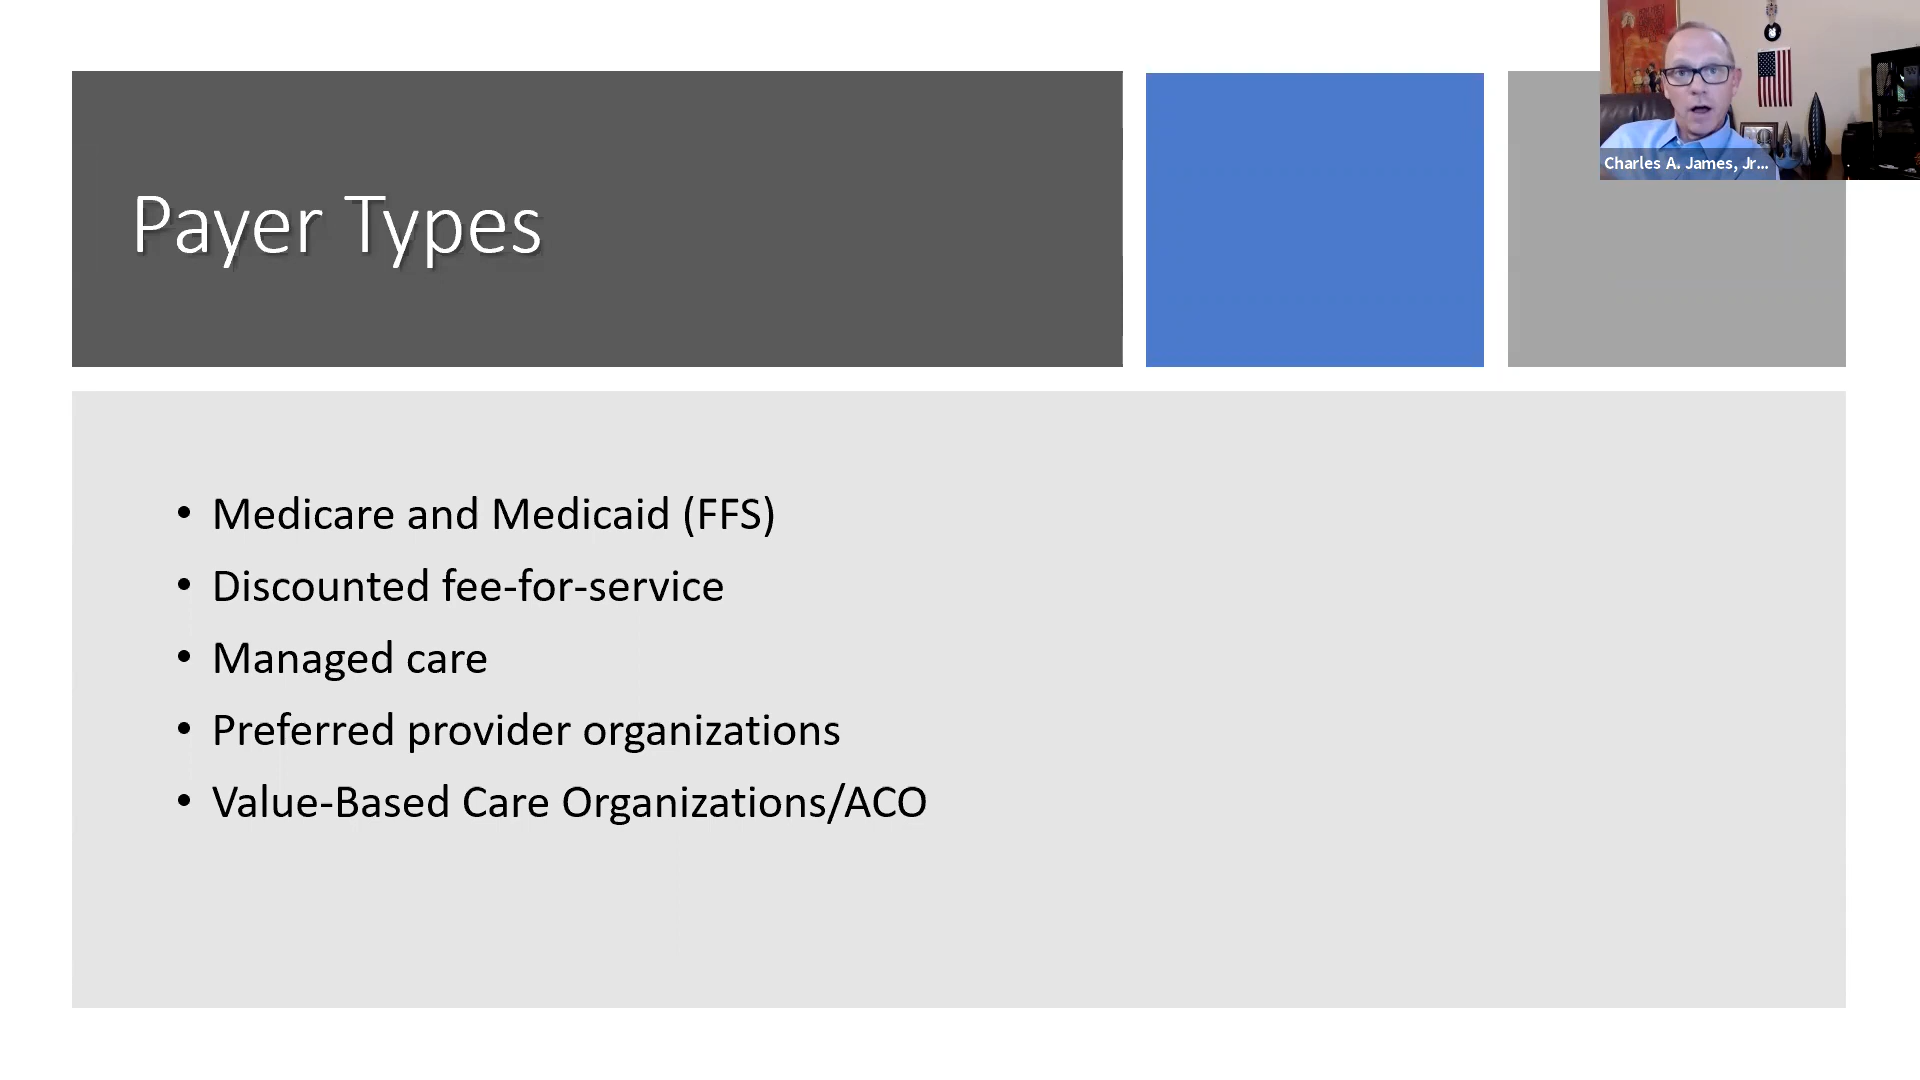 Payer Types
Charles A. James, Jr...
• Medicare and Medicaid (FFS)
• Discounted fee-for-service
• Managed care
• Preferred provider organizations
• Value-Based Care Organizations/ACO